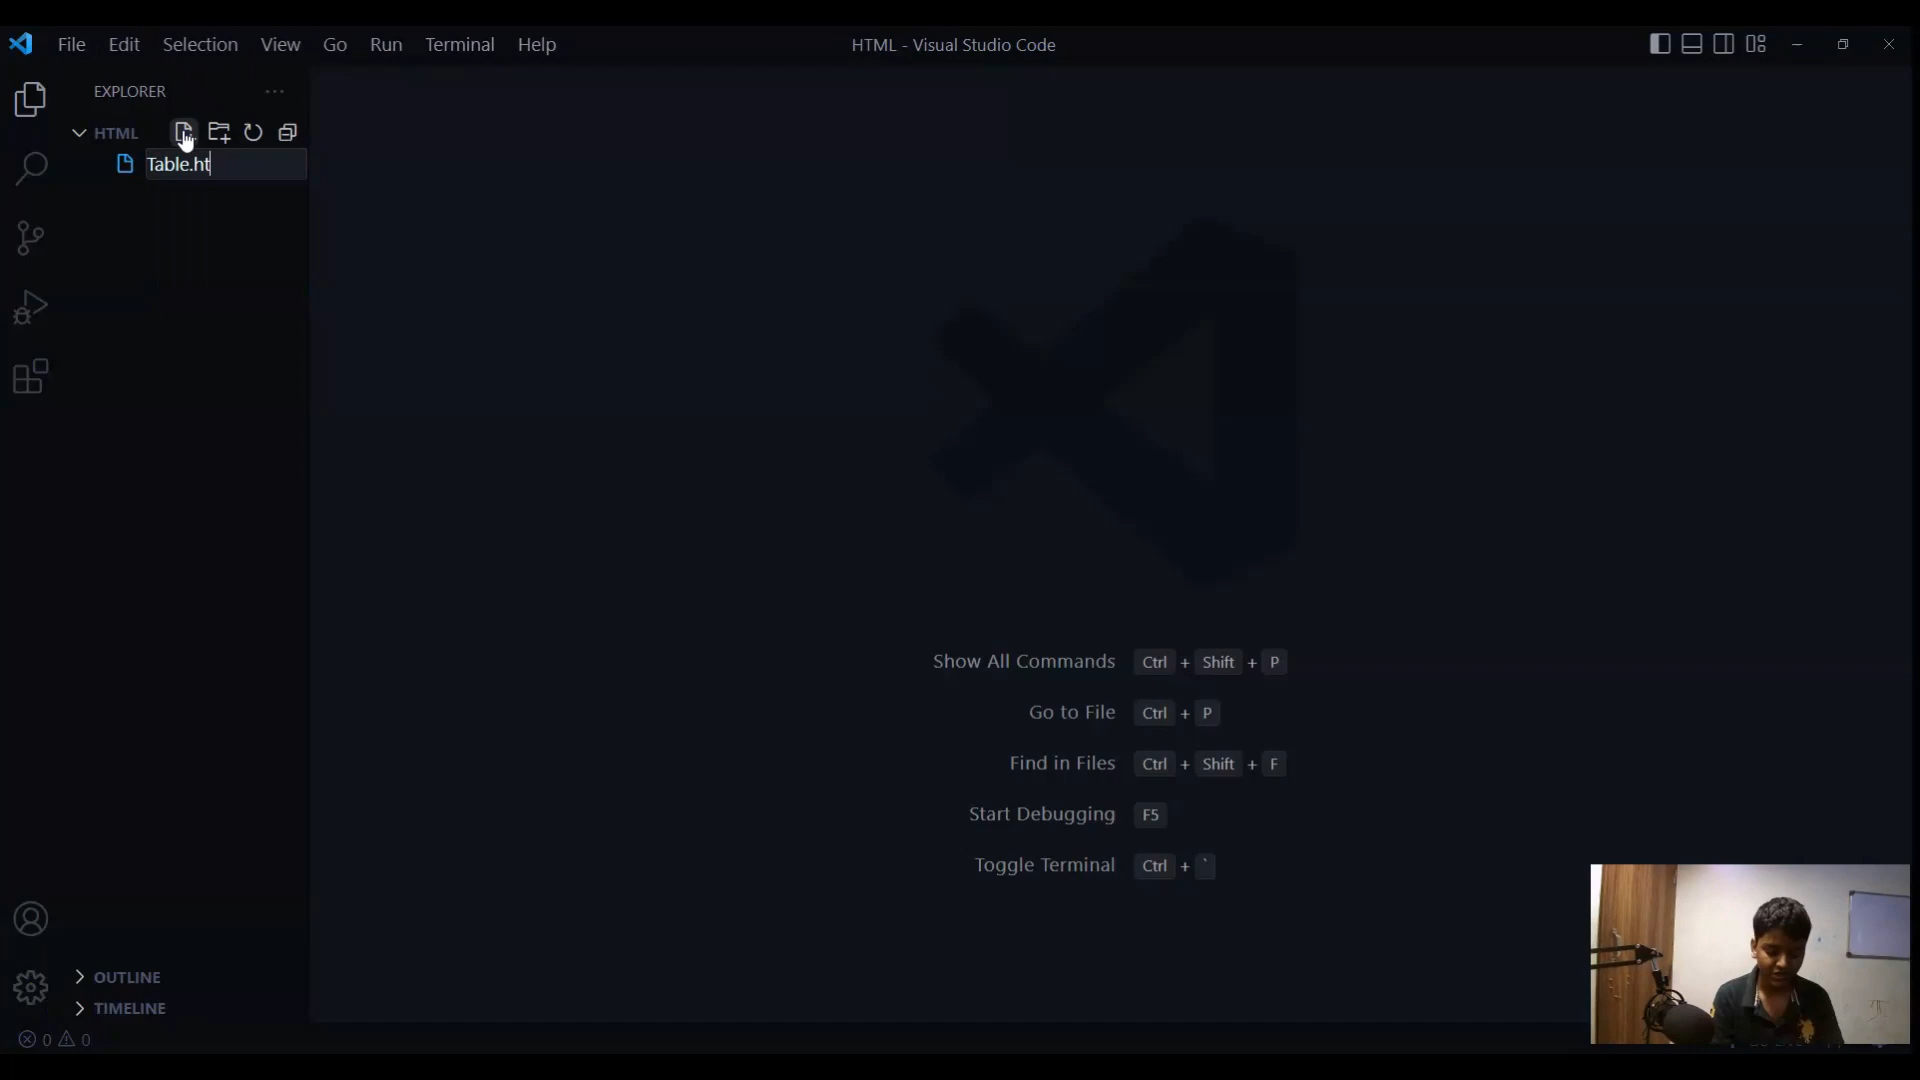 File Edit Selection View Go Run Terminal Help
HTML - Visual Studio Code
EXPLORER
HTML
Table.ht
Show All Commands Ctrl + Shift + P
Go to File Ctrl + P
Find in Files Ctrl + Shift + F
Start Debugging F5
Toggle Terminal Ctrl + `
OUTLINE
TIMELINE
0 0